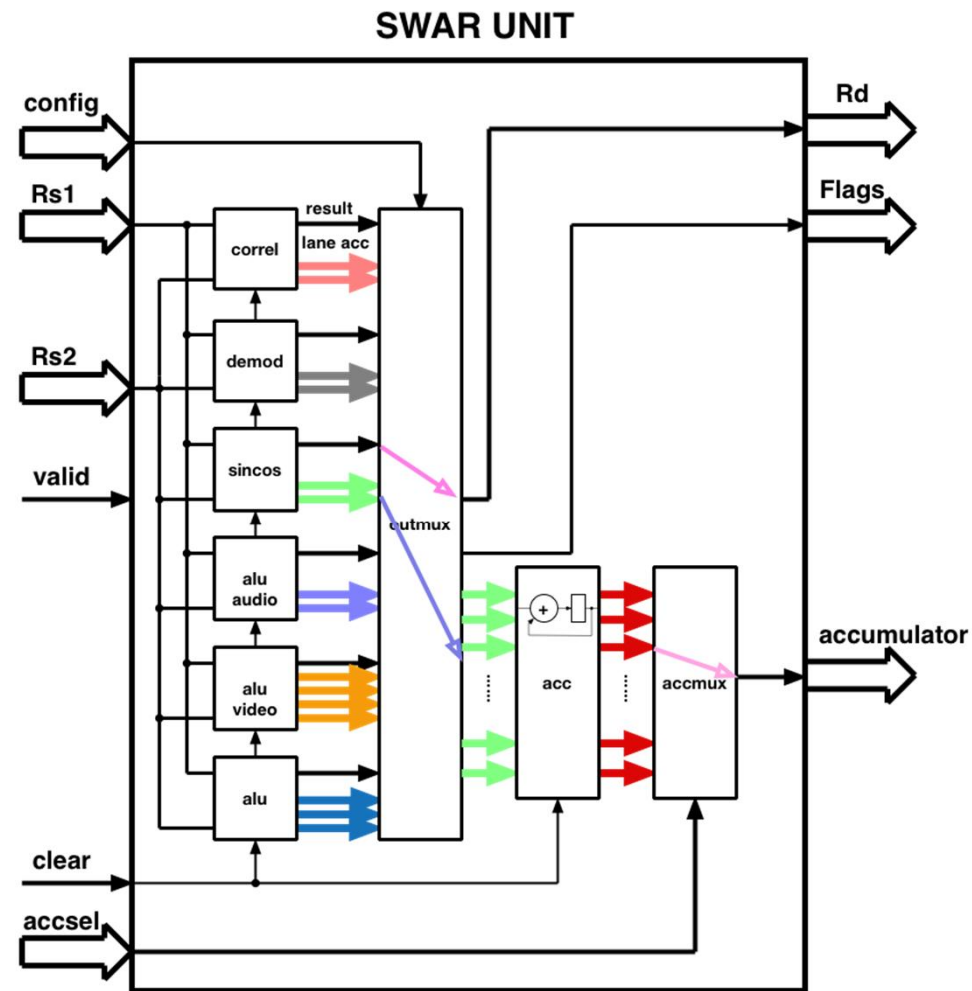 SWAR UNIT
config
Rd
Rs1
Flags
result
lane acc
correl
Rs2
demod
valid
sincos
outmux
alu
audio
accumulator
+
alu
video
acc
accmux
alu
clear
accsel